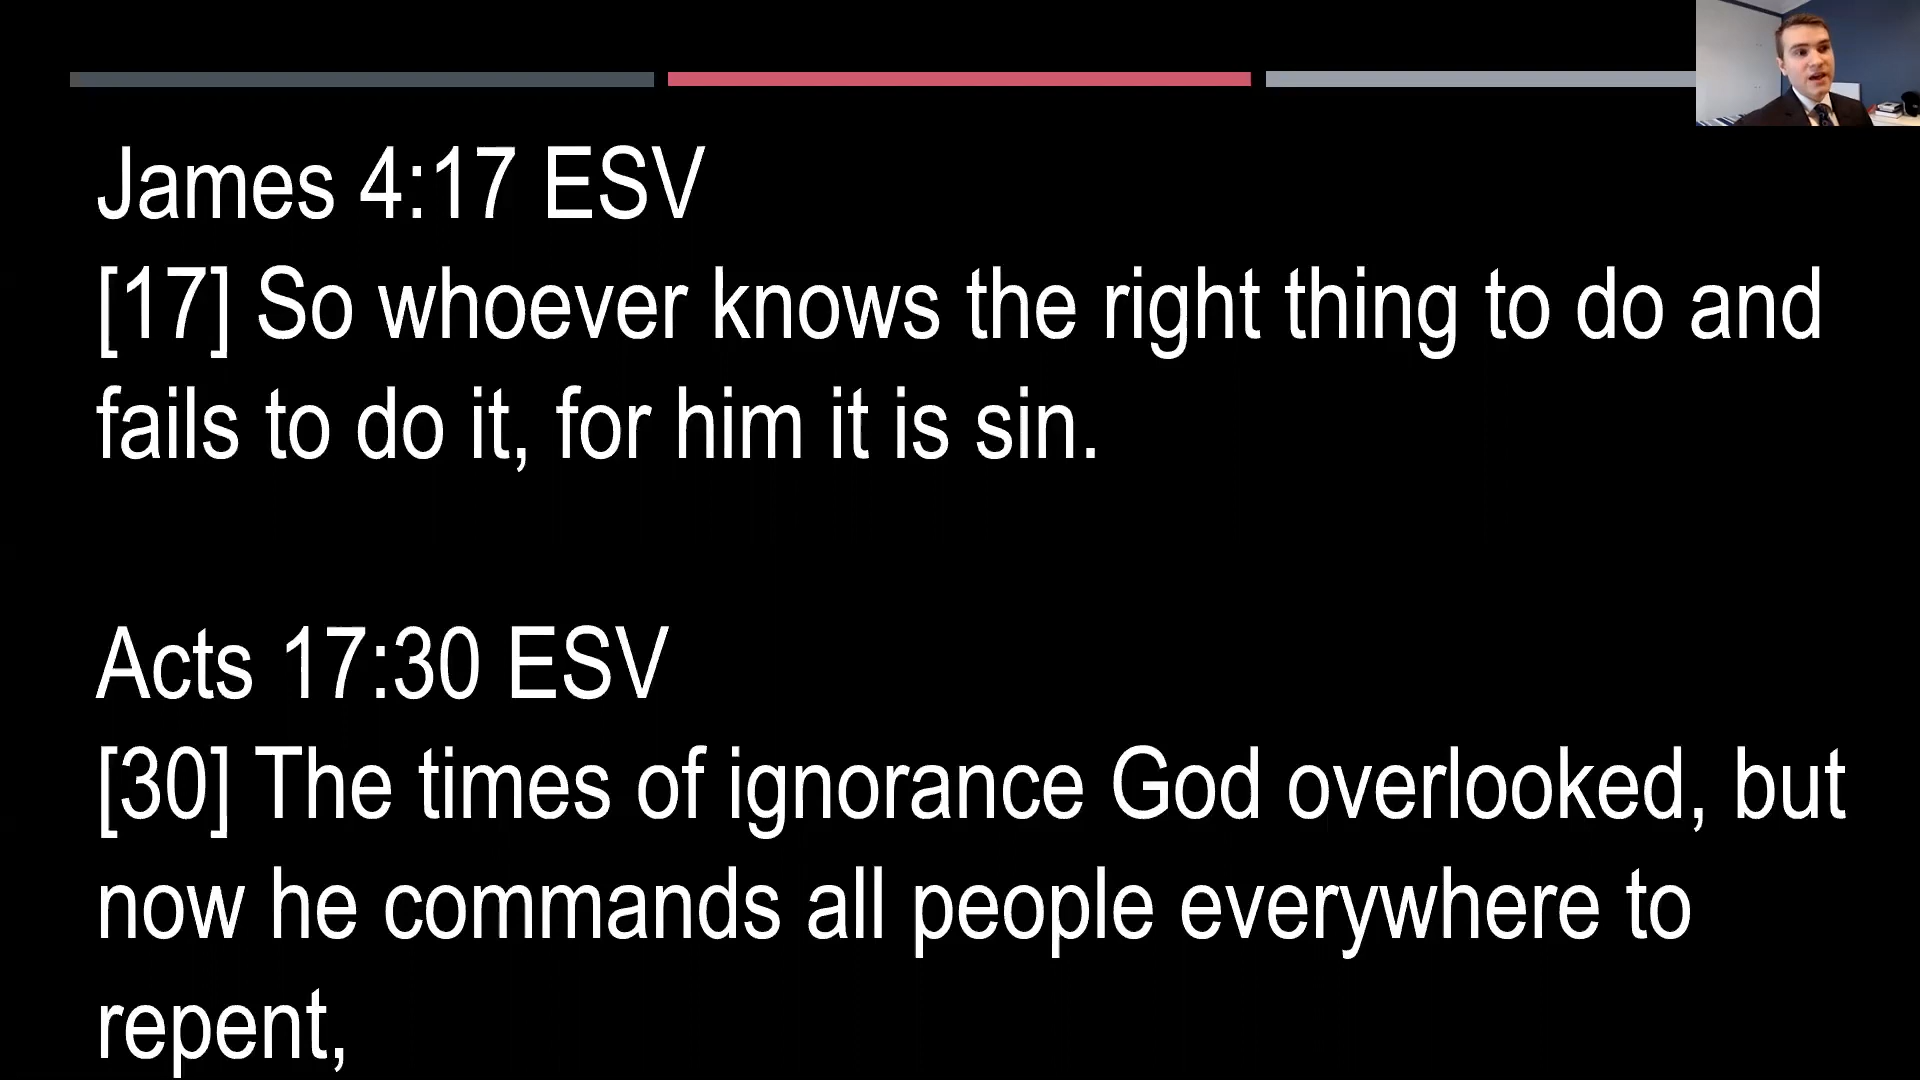 James 4:17 ESV
[17] So whoever knows the right thing to do and
fails to do it, for him it is sin.
Acts 17:30 ESV
[30] The times of ignorance God overlooked, but
now he commands all people everywhere to
repent,